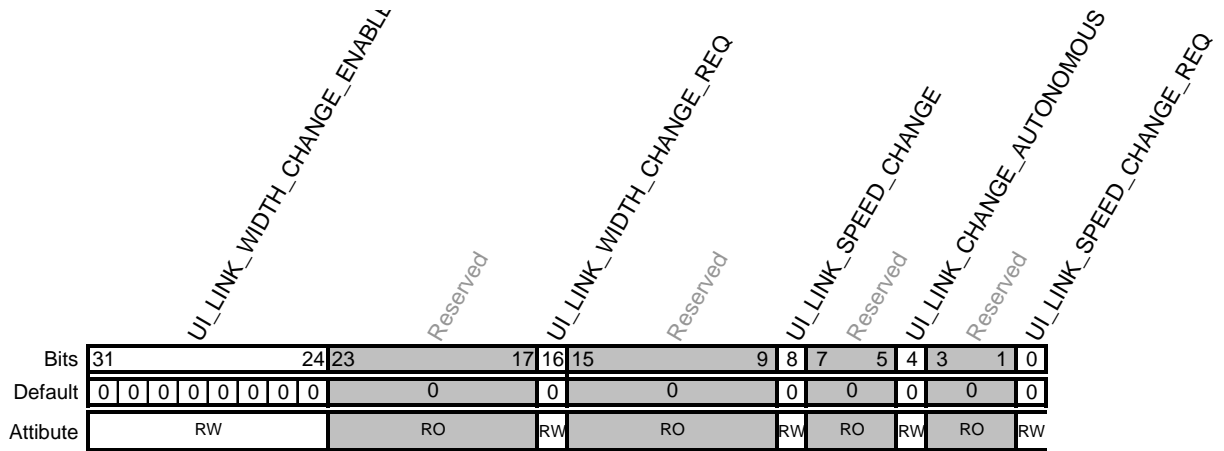 UI_LINK_WIDTH_CHANGE_ENABLE
Reserved
UI_LINK_WIDTH_CHANGE_REQ
Reserved
UI_LINK_SPEED_CHANGE
Reserved
UI_LINK_CHANGE_AUTONOMOUS
Reserved
UI_LINK_SPEED_CHANGE_REQ
Bits 31 24 23 17 16 15 9 8 7 5 4 3 1 0
Default 0 0 0 0 0 0 0 0 0 0 0 0 0 0 0 0
Attibute RW RO RW RO RW RO RW RO RW